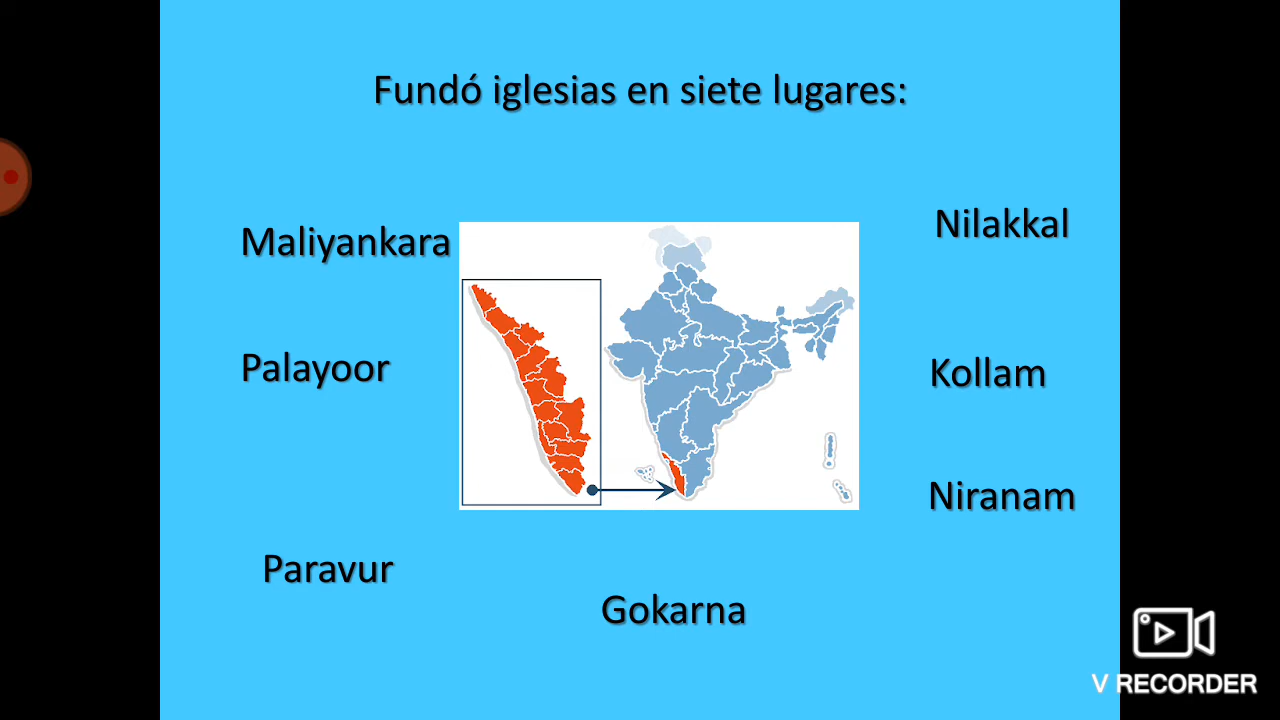 Fundó iglesias en siete lugares:
Maliyankara
Nilakkal
Palayoor
Kollam
Niranam
Paravur
Gokarna
V RECORDER